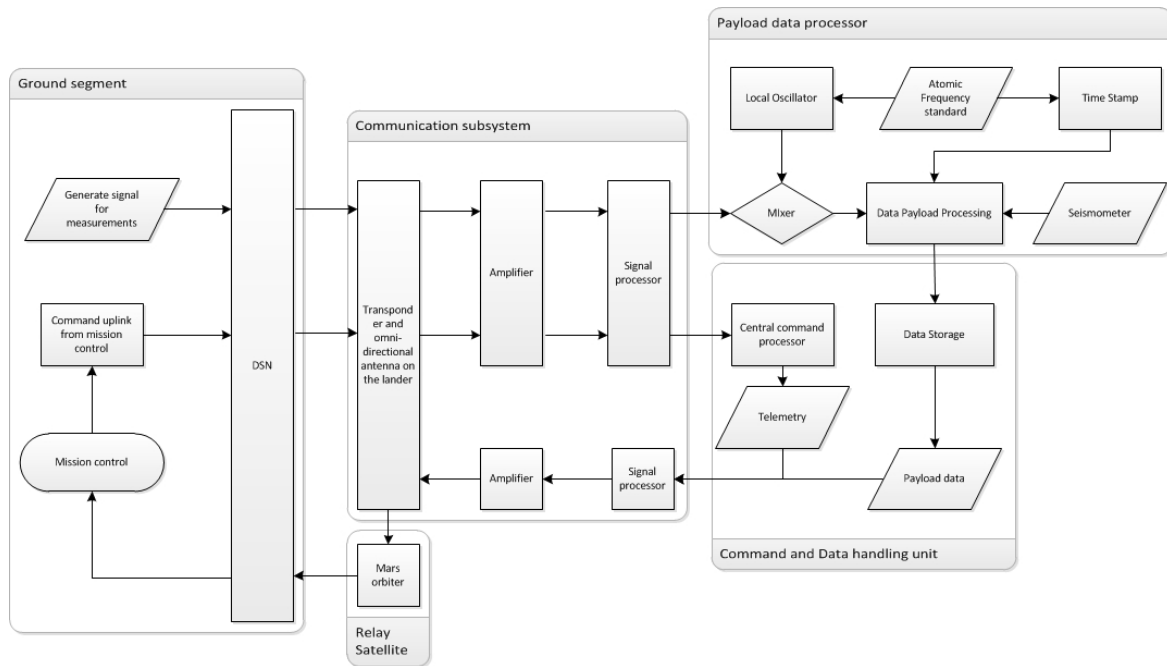 Payload data processor
Local Oscillator
Atomic
Frequency
standard
Time Stamp
MIxer
Data Payload Processing
Seismometer
Ground segment
Generate signal
for
measurements
Command uplink
from mission
control
Mission control
DSN
Communication subsystem
Transpond
er and
omni-
directional
antenna on
the lander
Amplifier
Signal
processor
Amplifier
Signal
processor
Central command
processor
Data Storage
Telemetry
Payload data
Command and Data handling unit
Mars
orbiter
Relay
Satellite